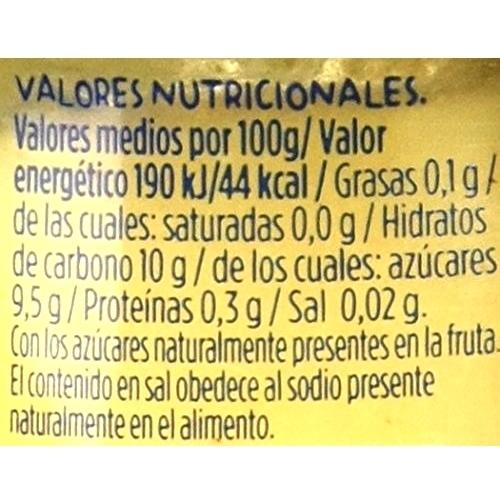 VALORES NUTRICIONALES.
Valores medios por 100g/ Valor
energético 190 kJ/44 kcal / Grasas 0,1 g /
de las cuales: saturadas 0,0 g / Hidratos
de carbono 10 g / de los cuales: azúcares
9,5 g / Proteínas 0,3 g / Sal 0,02 g.
Con los azúcares naturalmente presentes en la fruta.
El contenido en sal obedece al sodio presente
naturalmente en el alimento.